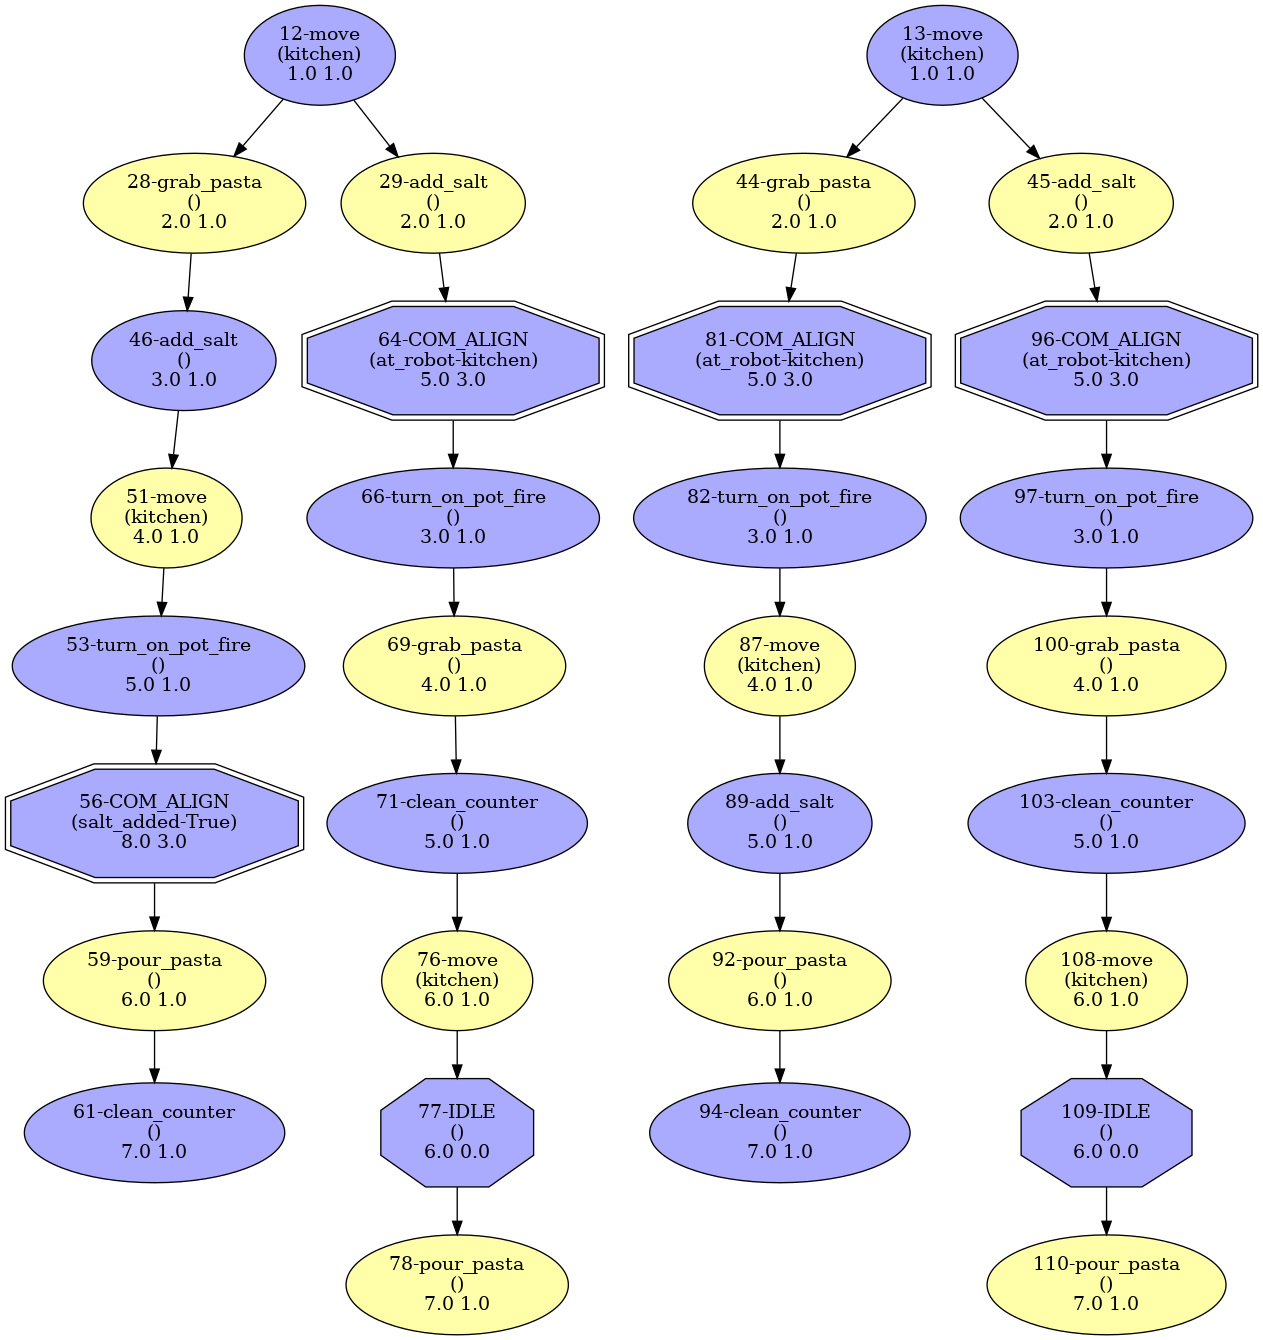 12-move
(kitchen)
1.0 1.0
13-move
(kitchen)
1.0 1.0
28-grab_pasta
()
2.0 1.0
29-add_salt
()
2.0 1.0
44-grab_pasta
()
2.0 1.0
45-add_salt
()
2.0 1.0
46-add_salt
()
3.0 1.0
64-COM_ALIGN
(at_robot-kitchen)
5.0 3.0
81-COM_ALIGN
(at_robot-kitchen)
5.0 3.0
96-COM_ALIGN
(at_robot-kitchen)
5.0 3.0
51-move
(kitchen)
4.0 1.0
66-turn_on_pot_fire
()
3.0 1.0
82-turn_on_pot_fire
()
3.0 1.0
97-turn_on_pot_fire
()
3.0 1.0
53-turn_on_pot_fire
()
5.0 1.0
69-grab_pasta
()
4.0 1.0
87-move
(kitchen)
4.0 1.0
100-grab_pasta
()
4.0 1.0
56-COM_ALIGN
(salt_added-True)
8.0 3.0
71-clean_counter
()
5.0 1.0
89-add_salt
()
5.0 1.0
103-clean_counter
()
5.0 1.0
59-pour_pasta
()
6.0 1.0
76-move
(kitchen)
6.0 1.0
92-pour_pasta
()
6.0 1.0
108-move
(kitchen)
6.0 1.0
61-clean_counter
()
7.0 1.0
77-IDLE
()
6.0 0.0
94-clean_counter
()
7.0 1.0
109-IDLE
()
6.0 0.0
78-pour_pasta
()
7.0 1.0
110-pour_pasta
()
7.0 1.0